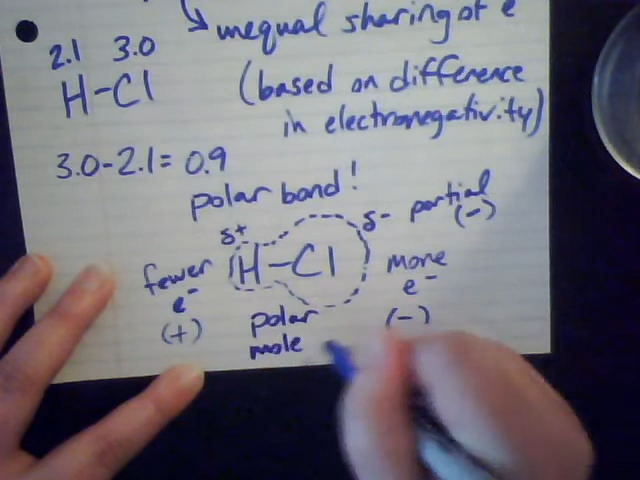 ↳ unequal sharing of e
2.1 3.0
H-Cl
(based on difference
in electronegativity)
3.0-2.1= 0.9
polar bond!
δ+ δ- partial
(-)
H-Cl
fewer
e⁻
(+)
more
e⁻
(-)
polar
mole